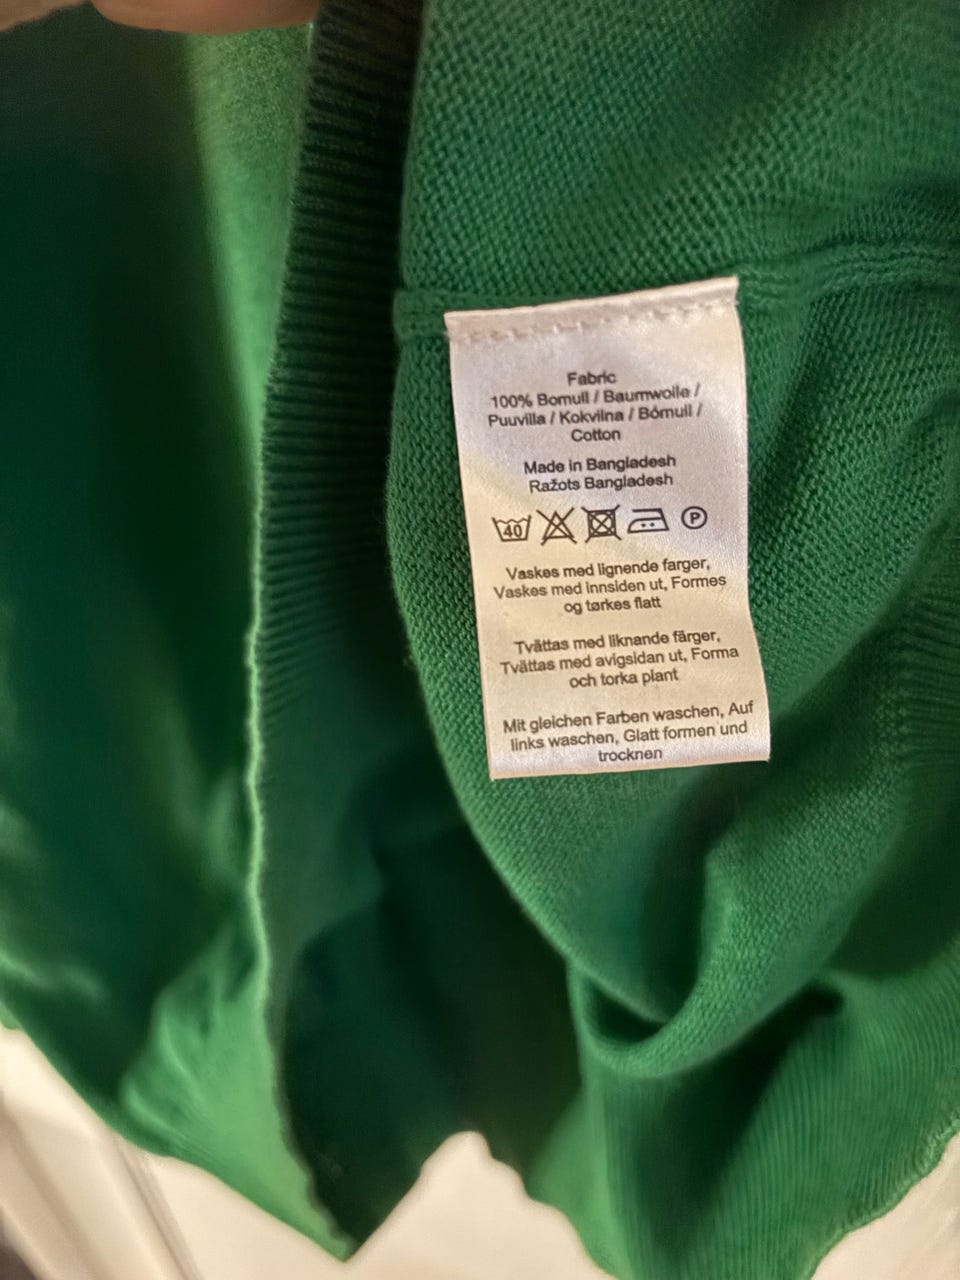 Fabric
100% Bomull / Baumwolle /
Puuvilla / Kokvilna / Bómull /
Cotton
Made in Bangladesh
Ražots Bangladesh
40 P
Vaskes med lignende farger,
Vaskes med innsiden ut, Formes
og tørkes flatt
Tvättas med liknande färger,
Tvättas med avigsidan ut, Forma
och torka plant
Mit gleichen Farben waschen, Auf
links waschen, Glatt formen und
trocknen